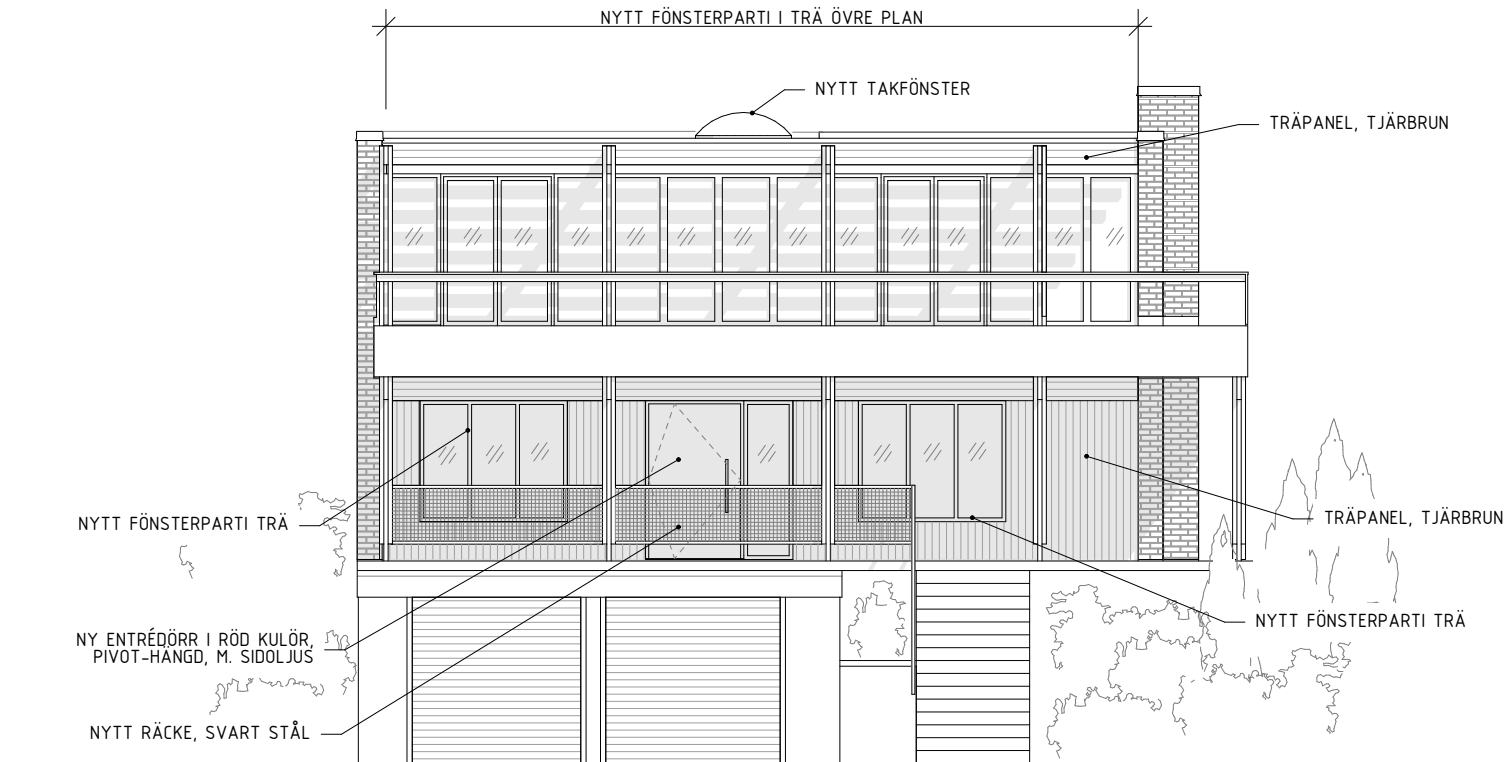 NYTT FÖNSTERPARTI I TRÄ ÖVRE PLAN
NYTT TAKFÖNSTER
TRÄPANEL, TJÄRBRUN
NYTT FÖNSTERPARTI TRÄ
TRÄPANEL, TJÄRBRUN
NYTT FÖNSTERPARTI TRÄ
NY ENTRÉDÖRR I RÖD KULÖR,
PIVOT-HÄNGD, M. SIDOLJUS
NYTT RÄCKE, SVART STÅL